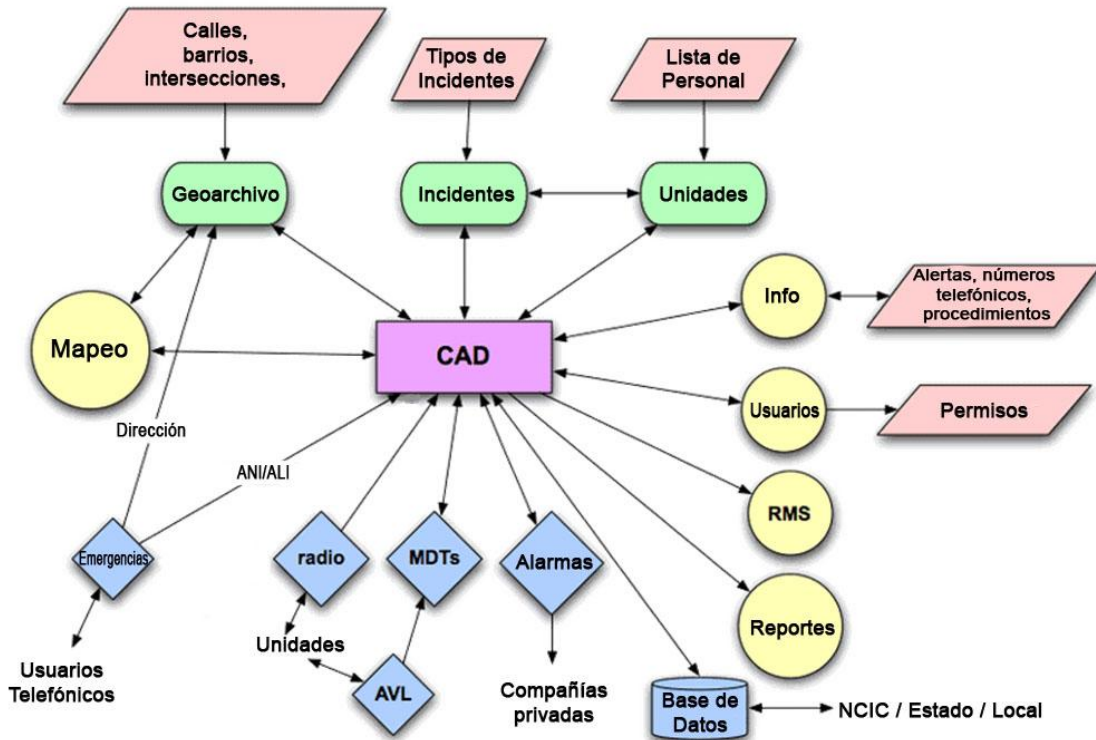 Calles,
barrios,
intersecciones,
Tipos de
Incidentes
Lista de
Personal
Geoarchivo
Incidentes
Unidades
Info
Alertas, números
telefónicos,
procedimientos
Mapeo
CAD
Usuarios
Permisos
Dirección
ANI/ALI
RMS
Emergencias
radio
MDTs
Alarmas
Reportes
Unidades
Usuarios
Telefónicos
AVL
Compañías
privadas
Base de
Datos
NCIC / Estado / Local